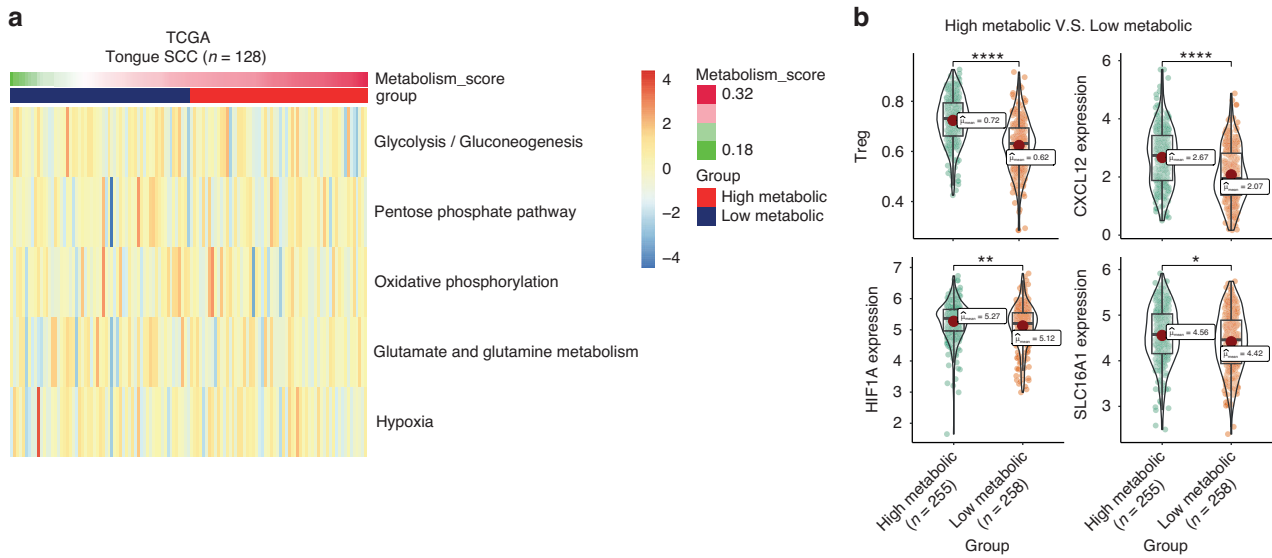 a
TCGA
Tongue SCC (n = 128)
Metabolism_score
group
Glycolysis / Gluconeogenesis
Pentose phosphate pathway
Oxidative phosphorylation
Glutamate and glutamine metabolism
Hypoxia
4
2
0
−2
−4
Metabolism_score
0.32
0.18
Group
High metabolic
Low metabolic
b
High metabolic V.S. Low metabolic
Treg
0.8
0.6
0.4
****
μ̂mean = 0.72
μ̂mean = 0.62
CXCL12 expression
6
4
2
0
****
μ̂mean = 2.67
μ̂mean = 2.07
HIF1A expression
7
6
5
4
3
2
**
μ̂mean = 5.27
μ̂mean = 5.12
SLC16A1 expression
6
5
4
3
*
μ̂mean = 4.56
μ̂mean = 4.42
High metabolic
(n = 255)
Low metabolic
(n = 258)
Group
High metabolic
(n = 255)
Low metabolic
(n = 258)
Group